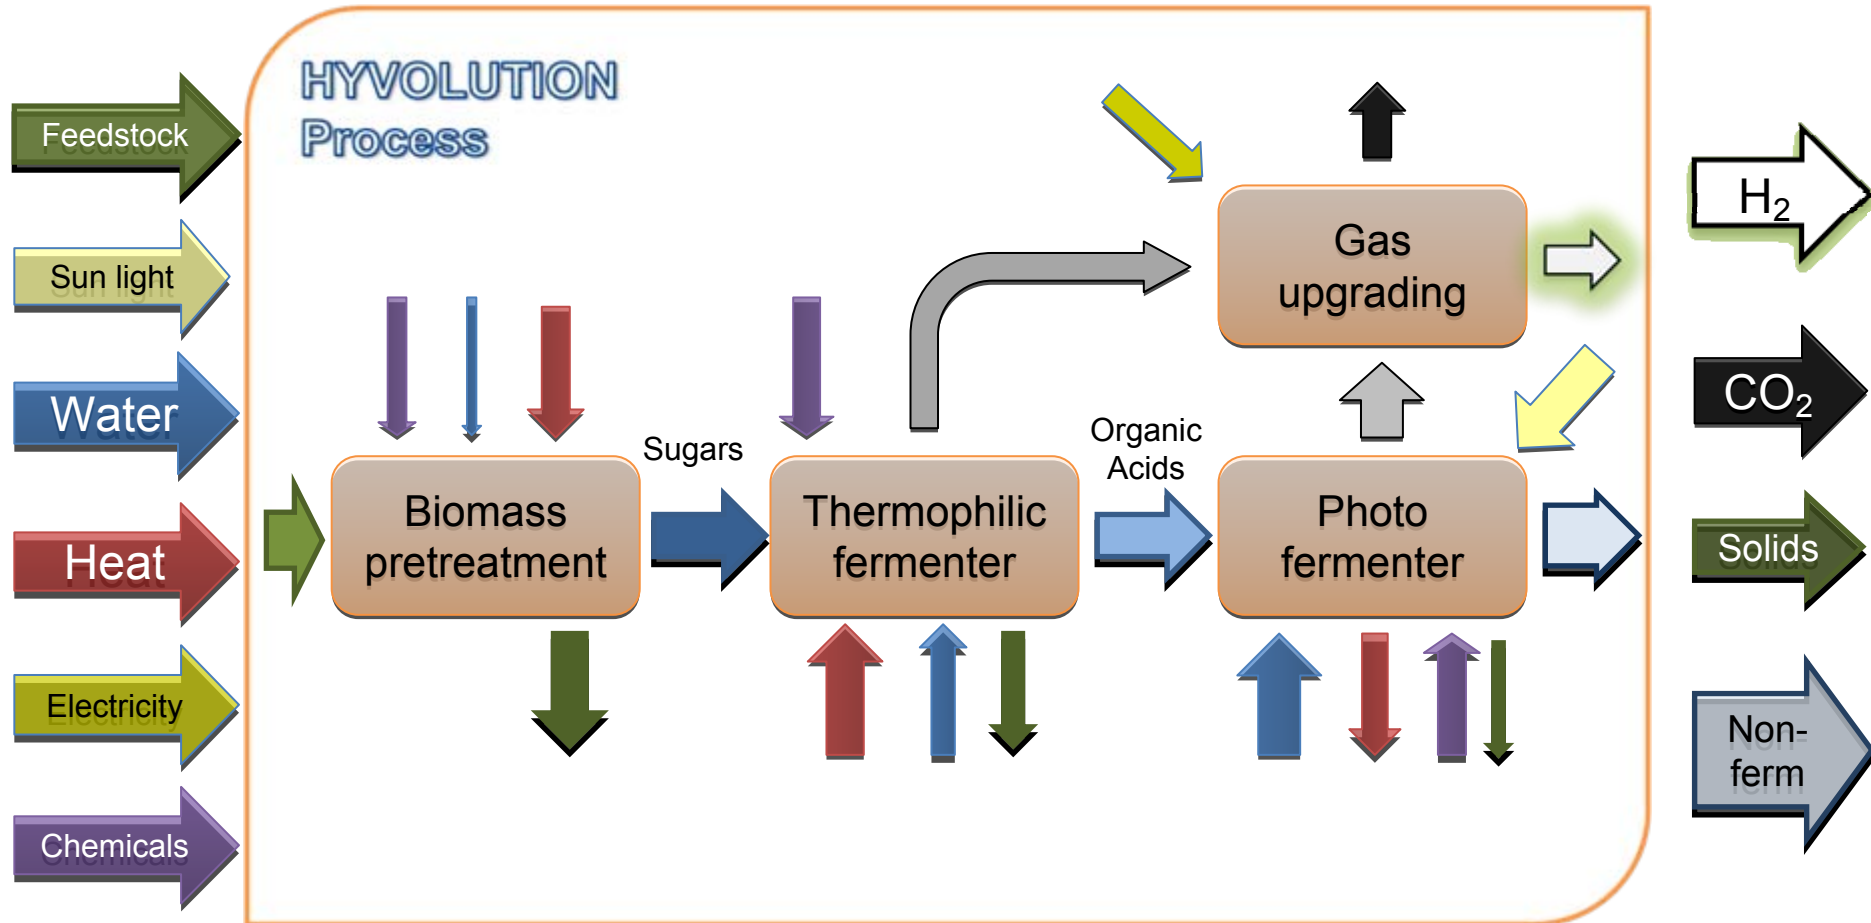 HYVOLUTION
Process
Feedstock
Sun light
Water
Heat
Electricity
Chemicals
Sugars
Organic
Acids
Biomass
pretreatment
Thermophilic
fermenter
Photo
fermenter
Gas
upgrading
H₂
CO₂
Solids
Non-
ferm